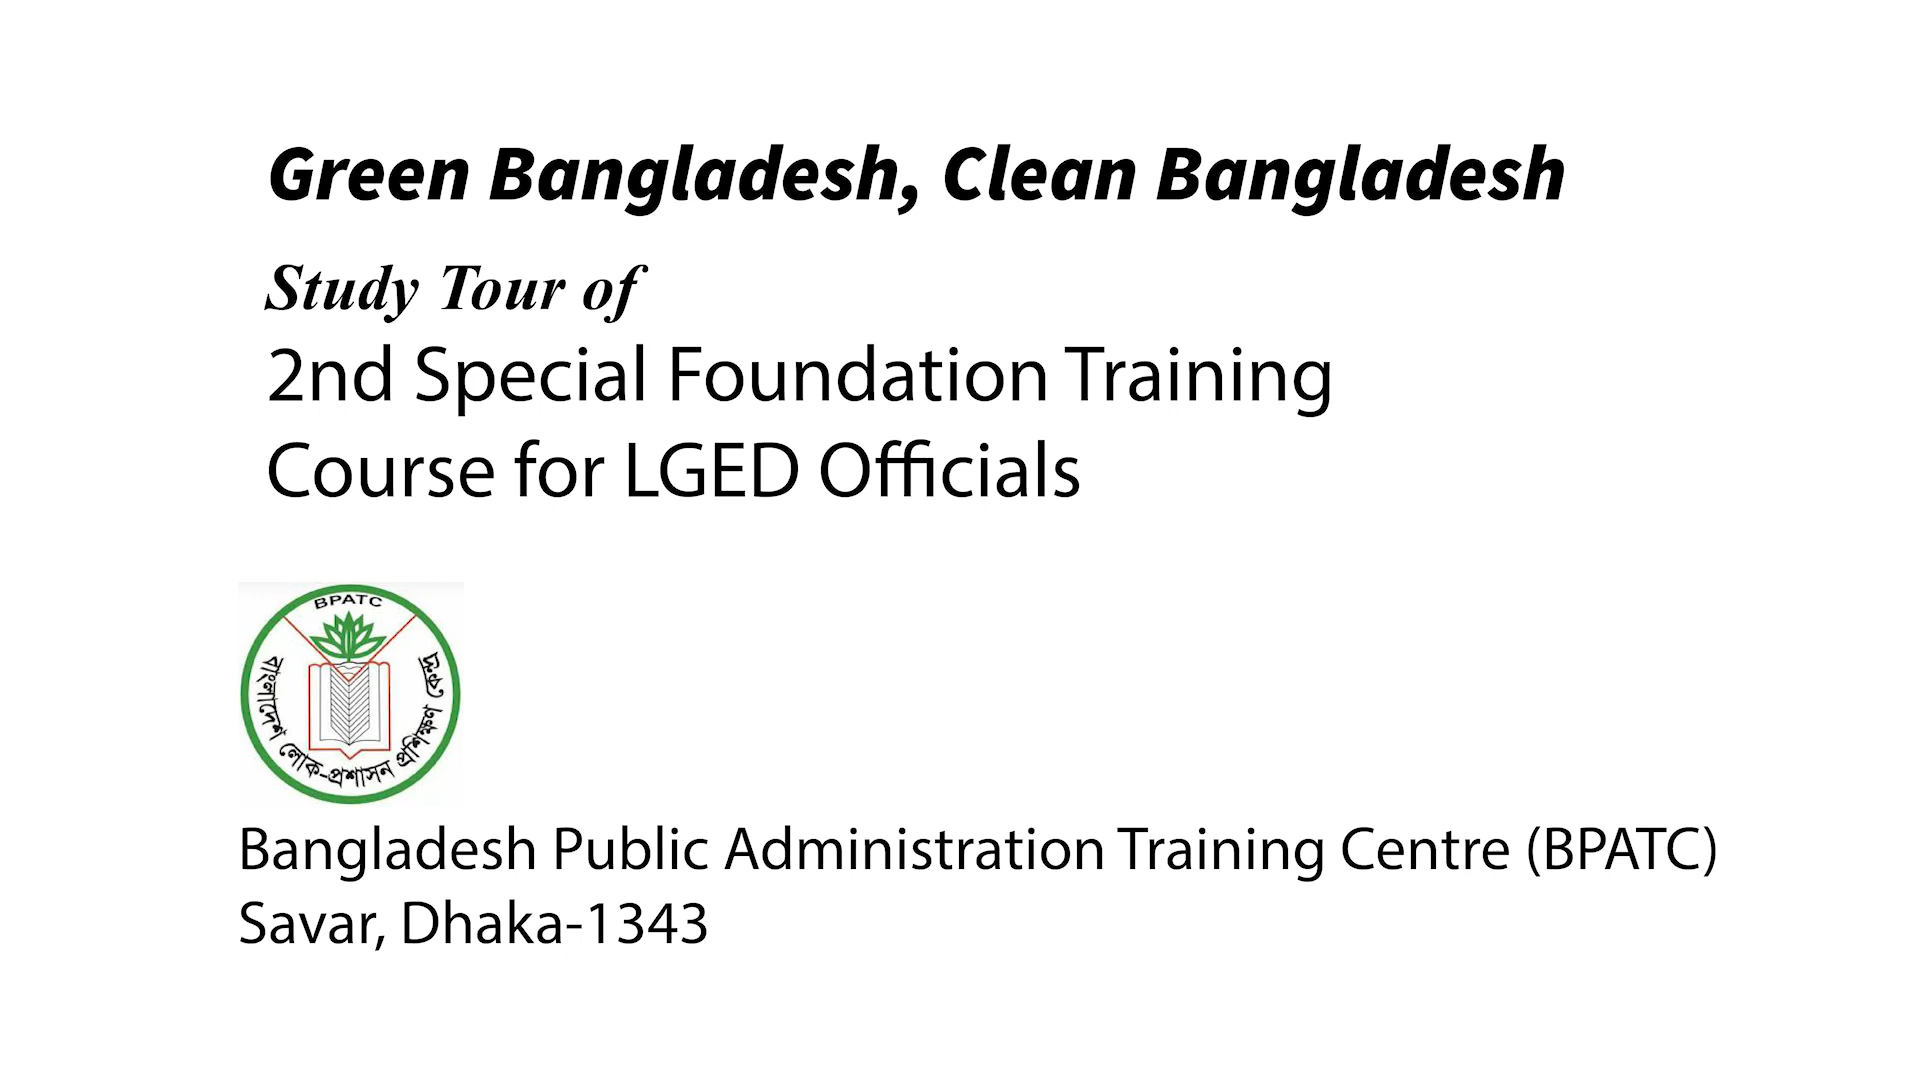 Green Bangladesh, Clean Bangladesh
Study Tour of
2nd Special Foundation Training
Course for LGED Officials
BPATC
বাংলাদেশ লোক-প্রশাসন প্রশিক্ষণ কেন্দ্র
Bangladesh Public Administration Training Centre (BPATC)
Savar, Dhaka-1343